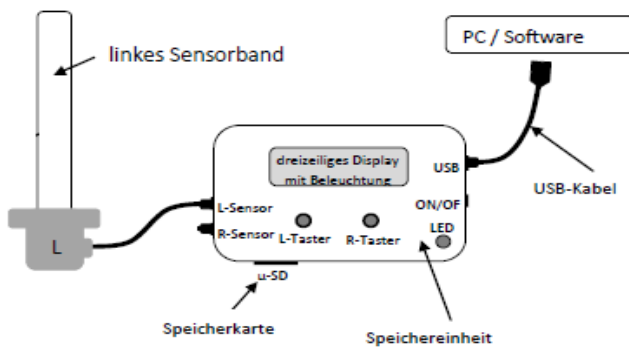 PC / Software
linkes Sensorband
dreizeiliges Display
mit Beleuchtung
USB
USB-Kabel
L-Sensor
ON/OF
R-Sensor
L-Taster
R-Taster
LED
L
u-SD
Speicherkarte
Speichereinheit